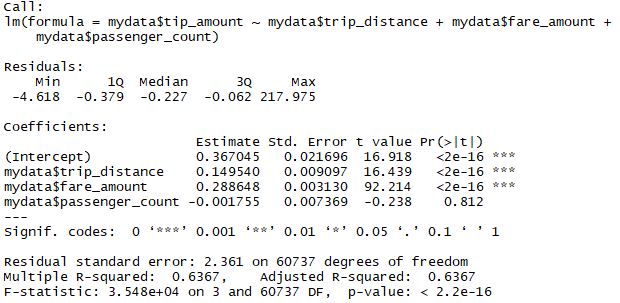 Call:
lm(formula = mydata$tip_amount ~ mydata$trip_distance + mydata$fare_amount +
    mydata$passenger_count)
Residuals:
    Min      1Q  Median      3Q     Max
 -4.618  -0.379  -0.227  -0.062 217.975
Coefficients:
                        Estimate Std. Error t value Pr(>|t|)
(Intercept)             0.367045   0.021696  16.918   <2e-16 ***
mydata$trip_distance    0.149540   0.009097  16.439   <2e-16 ***
mydata$fare_amount      0.288648   0.003130  92.214   <2e-16 ***
mydata$passenger_count -0.001755   0.007369  -0.238    0.812
---
Signif. codes:  0 ‘***’ 0.001 ‘**’ 0.01 ‘*’ 0.05 ‘.’ 0.1 ‘ ’ 1
Residual standard error: 2.361 on 60737 degrees of freedom
Multiple R-squared:  0.6367,    Adjusted R-squared:  0.6367
F-statistic: 3.548e+04 on 3 and 60737 DF,  p-value: < 2.2e-16